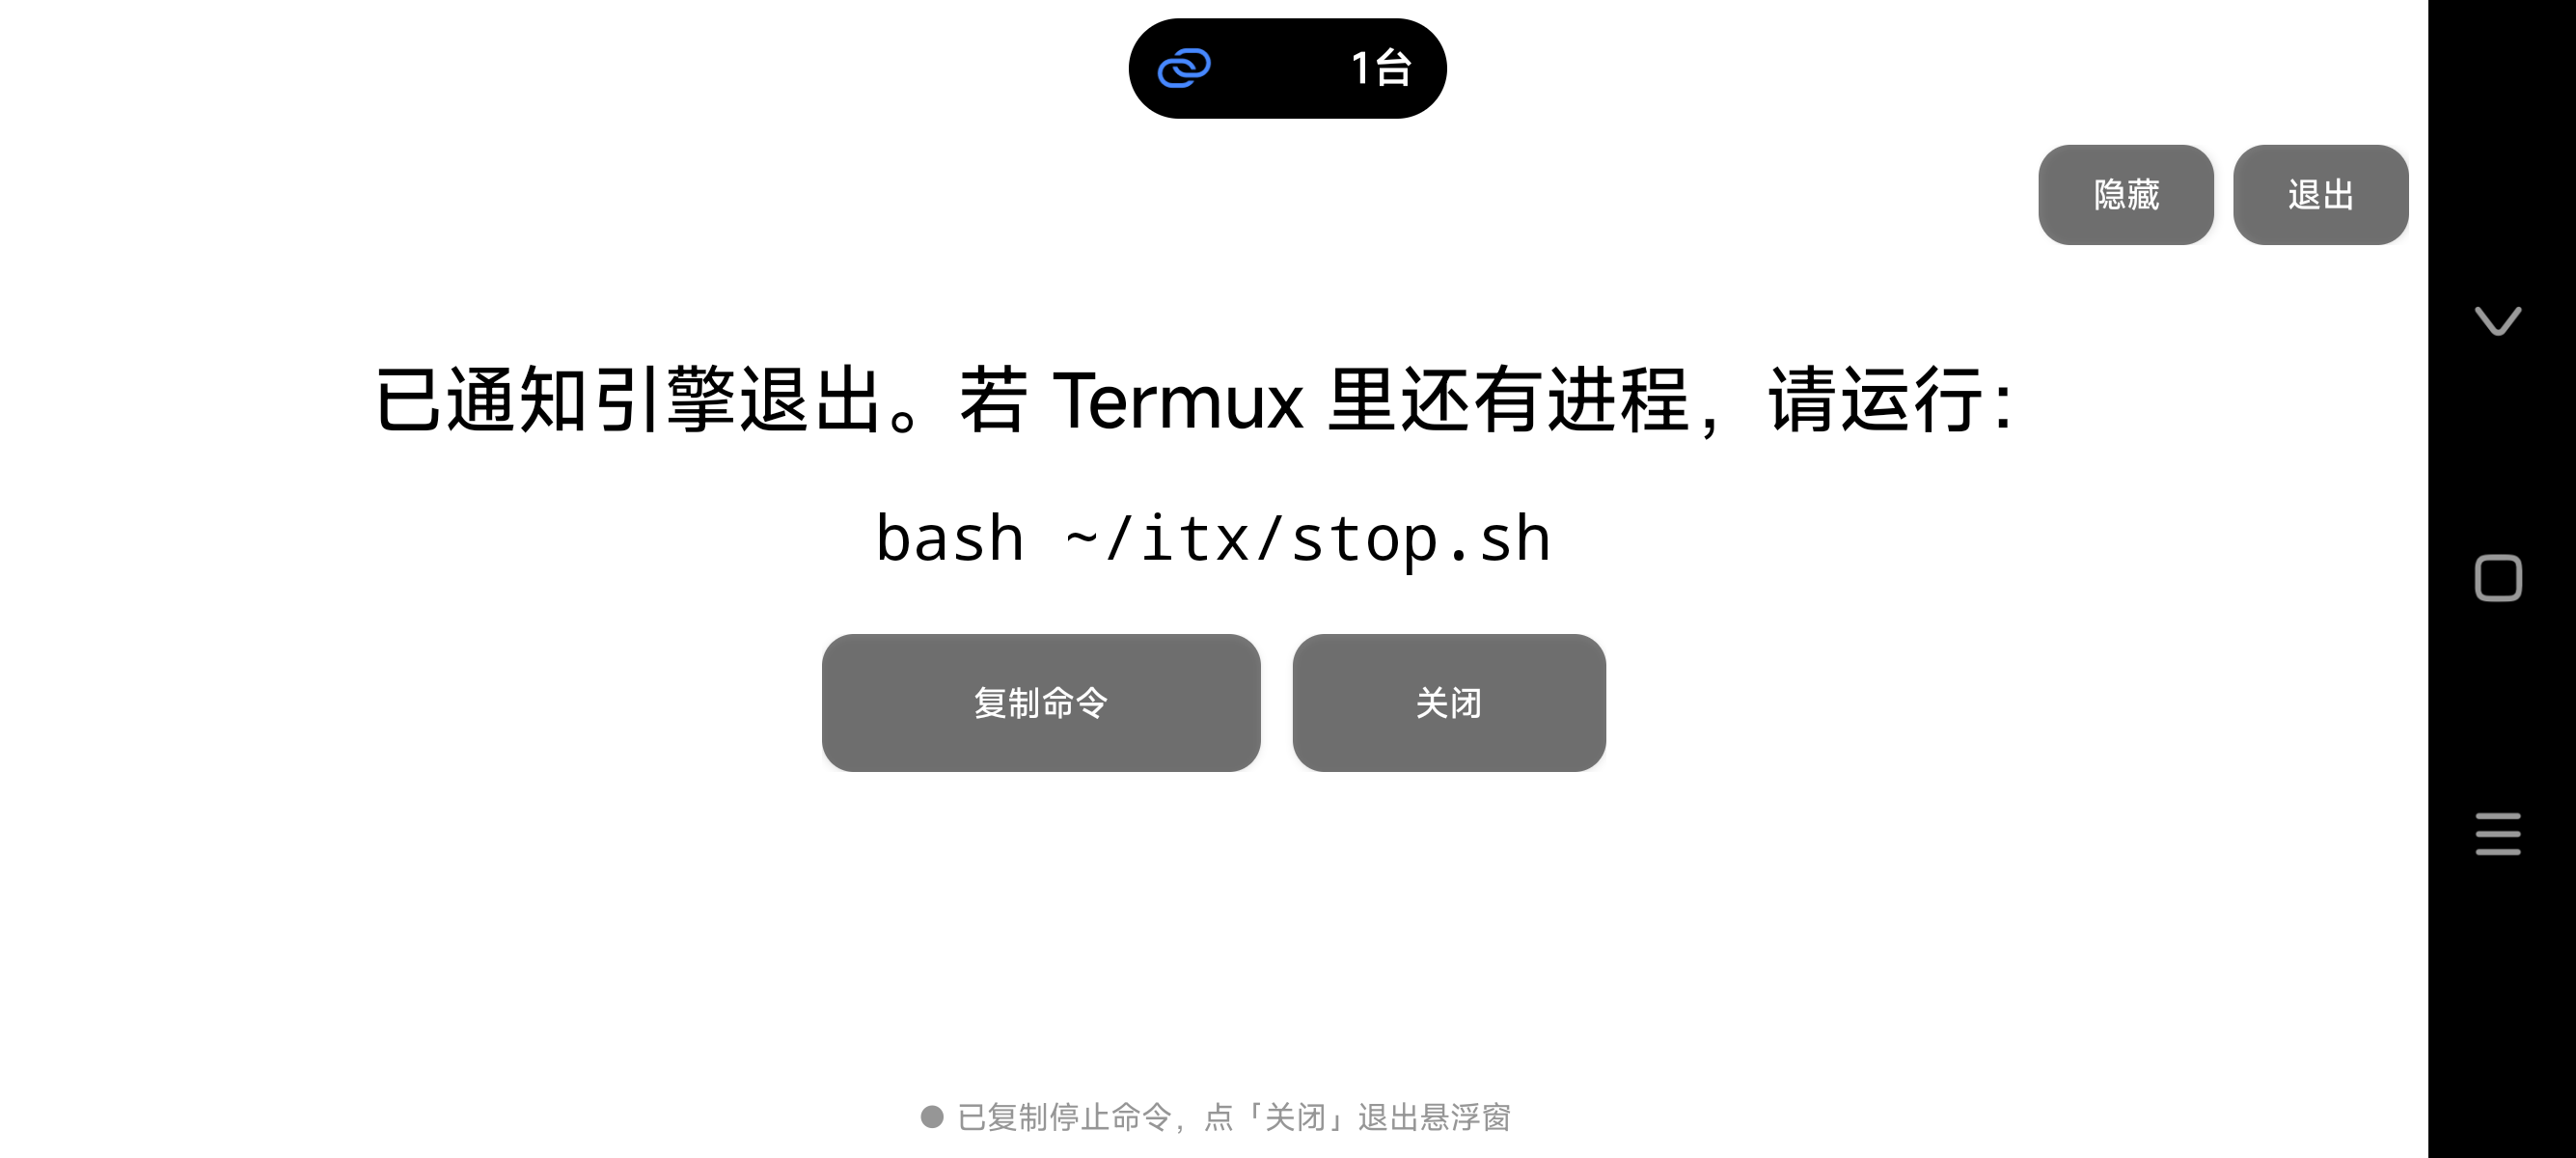 1台
隐藏 退出
已通知引擎退出。若 Termux 里还有进程，请运行：
bash ~/itx/stop.sh
复制命令 关闭
已复制停止命令，点「关闭」退出悬浮窗